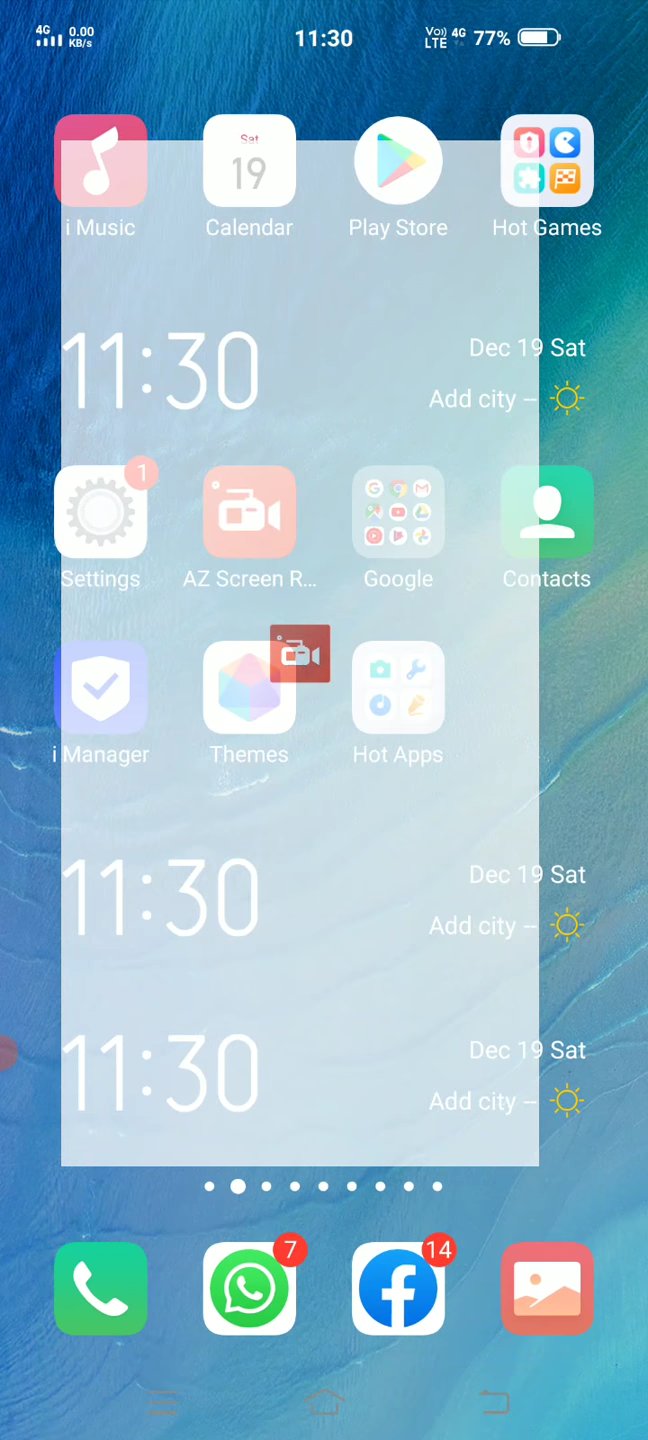 4G 0.00 KB/s 11:30 Vo)) LTE 4G 77%
Sat
19
i Music Calendar Play Store Hot Games
11:30 Dec 19 Sat
Add city –
1
Settings AZ Screen R... Google Contacts
i Manager Themes Hot Apps
11:30 Dec 19 Sat
Add city –
11:30 Dec 19 Sat
Add city –
7 14